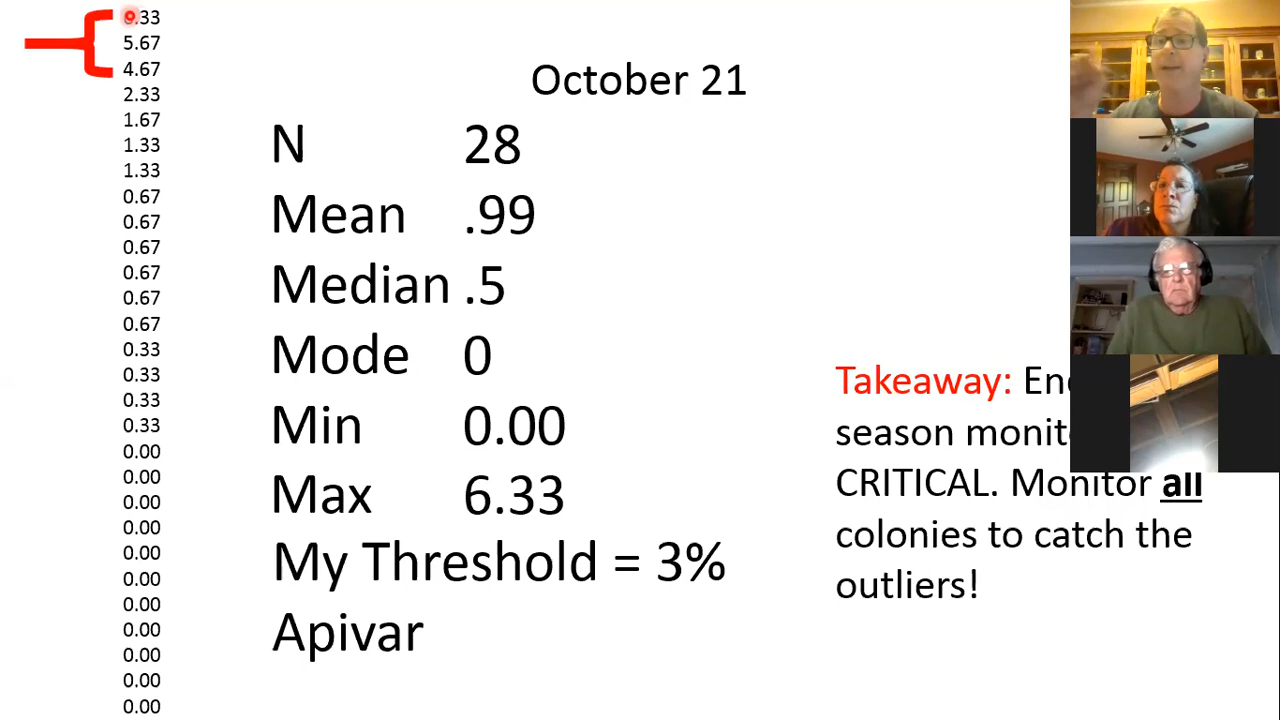 6.33
5.67
4.67
2.33
1.67
1.33
1.33
0.67
0.67
0.67
0.67
0.67
0.67
0.33
0.33
0.33
0.33
0.00
0.00
0.00
0.00
0.00
0.00
0.00
0.00
0.00
0.00
0.00
October 21
N 28
Mean .99
Median .5
Mode 0
Min 0.00
Max 6.33
My Threshold = 3%
Apivar
Takeaway:
season
CRITICAL. Monitor all
colonies to catch the
outliers!